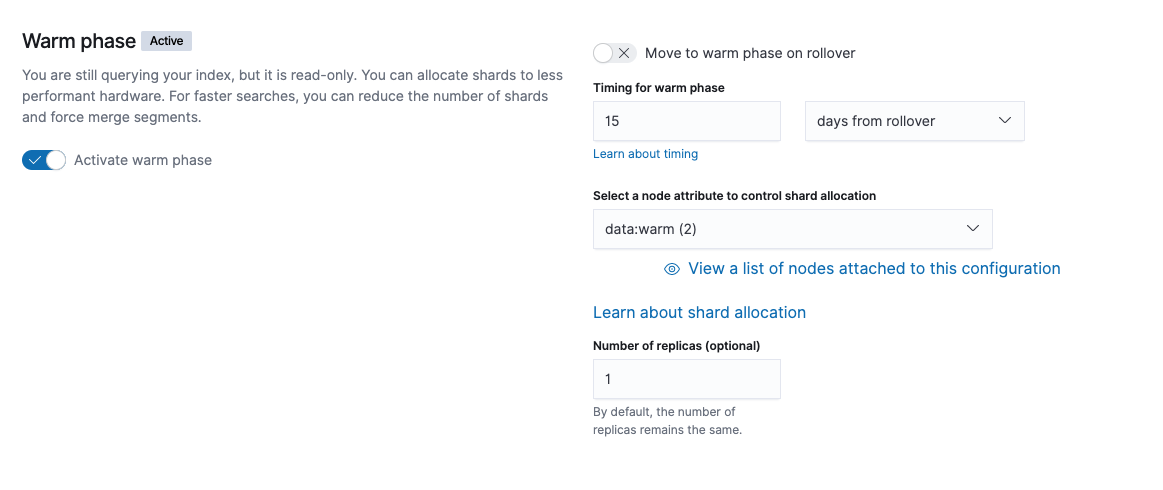 Warm phase Active
You are still querying your index, but it is read-only. You can allocate shards to less
performant hardware. For faster searches, you can reduce the number of shards
and force merge segments.
Activate warm phase
Move to warm phase on rollover
Timing for warm phase
15
days from rollover
Learn about timing
Select a node attribute to control shard allocation
data:warm (2)
View a list of nodes attached to this configuration
Learn about shard allocation
Number of replicas (optional)
1
By default, the number of
replicas remains the same.